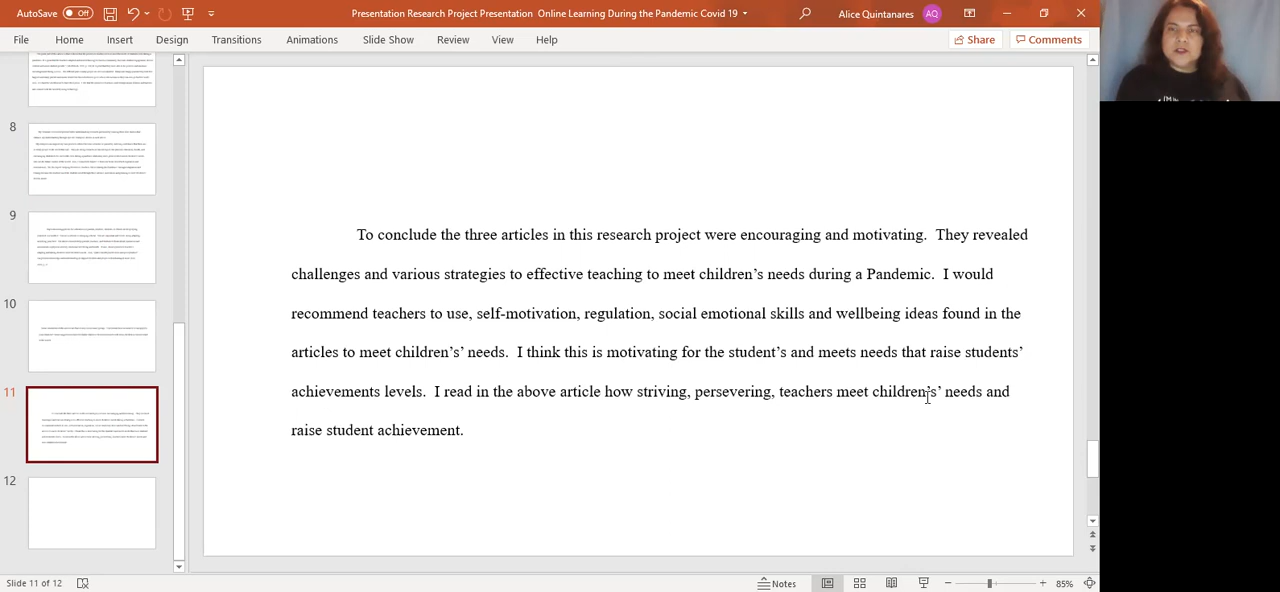 AutoSave Off Presentation Research Project Presentation Online Learning During the Pandemic Covid 19 Alice Quintanares AQ
File Home Insert Design Transitions Animations Slide Show Review View Help Share Comments
8
9
10
11
12
To conclude the three articles in this research project were encouraging and motivating. They revealed
challenges and various strategies to effective teaching to meet children’s needs during a Pandemic. I would
recommend teachers to use, self-motivation, regulation, social emotional skills and wellbeing ideas found in the
articles to meet children’s’ needs. I think this is motivating for the student’s and meets needs that raise students’
achievements levels. I read in the above article how striving, persevering, teachers meet children’s’ needs and
raise student achievement.
I'M
Slide 11 of 12 Notes 85%